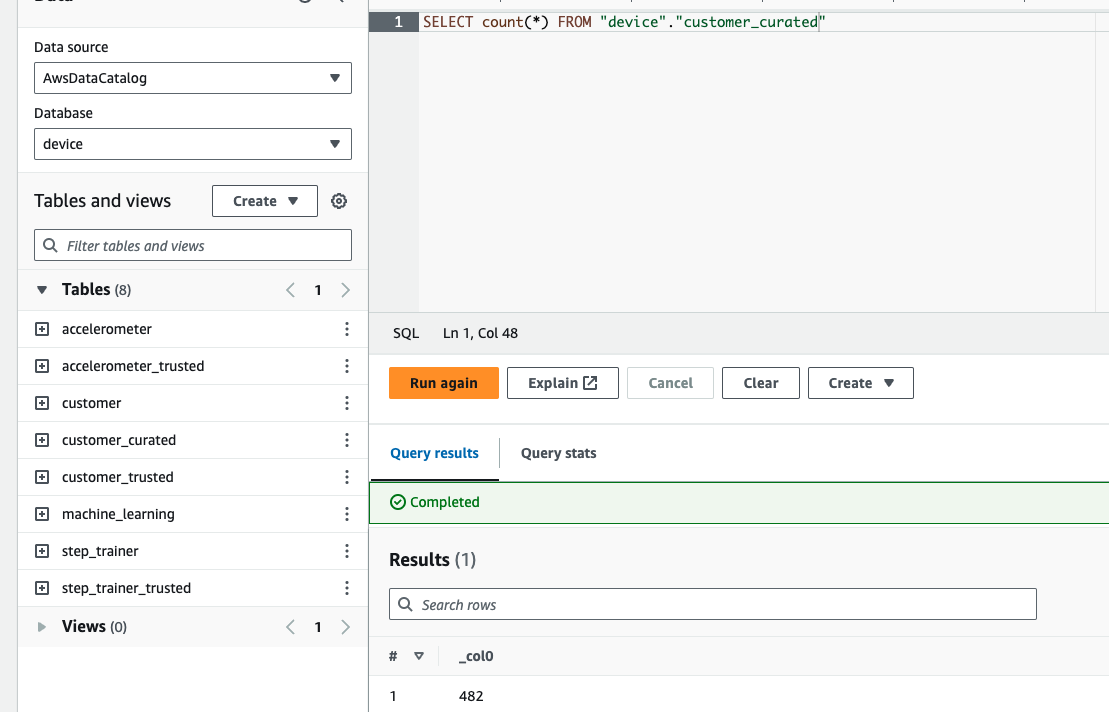 Data
Data source
AwsDataCatalog
Database
device
Tables and views
Create
Filter tables and views
Tables (8)
1
accelerometer
accelerometer_trusted
customer
customer_curated
customer_trusted
machine_learning
step_trainer
step_trainer_trusted
Views (0)
1
1 SELECT count(*) FROM "device"."customer_curated"
SQL Ln 1, Col 48
Run again
Explain
Cancel
Clear
Create
Query results
Query stats
Completed
Results (1)
Search rows
# _col0
1 482